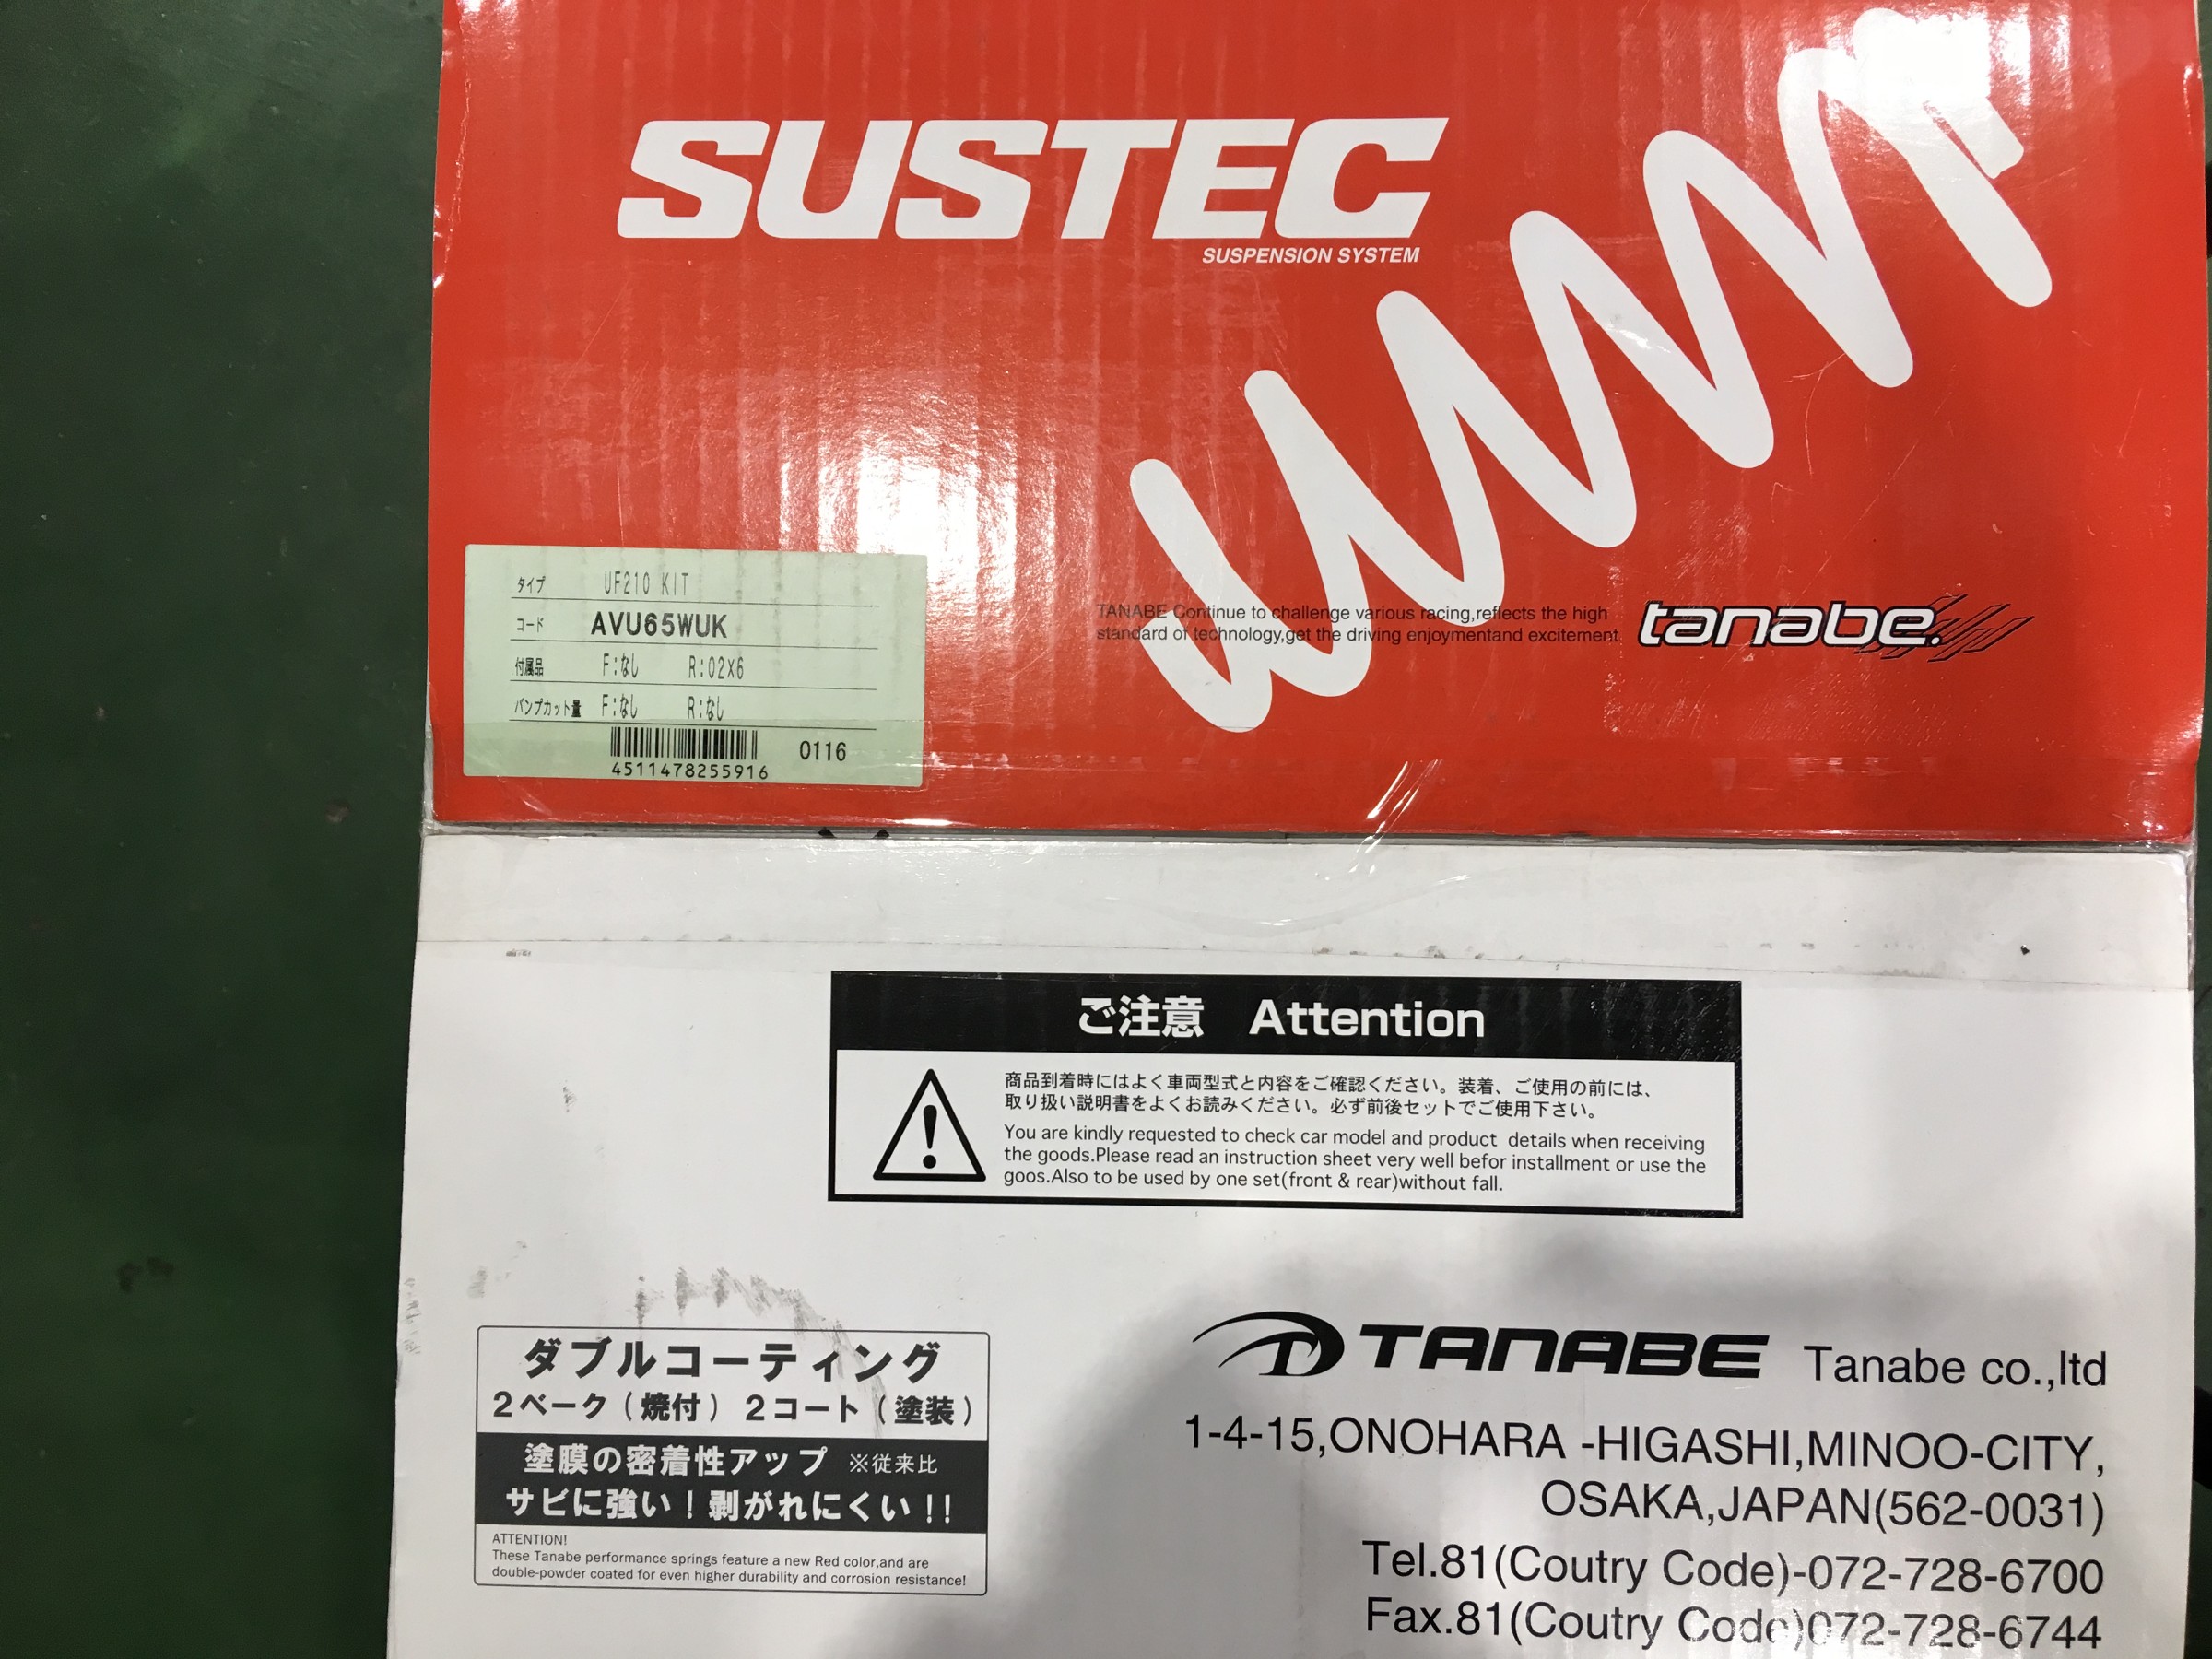 SUSTEC
SUSPENSION SYSTEM
タイプ UF210 KIT
コード AVU65WUK
付属品 F:なし R:02X6
バンプカット量 F:なし R:なし
4511478255916 0116
TANABE Continue to challenge various racing,reflects the high
standard of technology,get the driving enjoymentand excitement.
tanabe.
ご注意 Attention
商品到着時にはよく車両型式と内容をご確認ください。装着、ご使用の前には、
取り扱い説明書をよくお読みください。必ず前後セットでご使用下さい。
You are kindly requested to check car model and product details when receiving
the goods.Please read an instruction sheet very well befor installment or use the
goos.Also to be used by one set(front & rear)without fall.
ダブルコーティング
2ベーク(焼付) 2コート(塗装)
塗膜の密着性アップ ※従来比
サビに強い!剥がれにくい!!
ATTENTION!
These Tanabe performance springs feature a new Red color,and are
double-powder coated for even higher durability and corrosion resistance!
TANABE Tanabe co.,ltd
1-4-15,ONOHARA -HIGASHI,MINOO-CITY,
OSAKA,JAPAN(562-0031)
Tel.81(Coutry Code)-072-728-6700
Fax.81(Coutry Code)072-728-6744